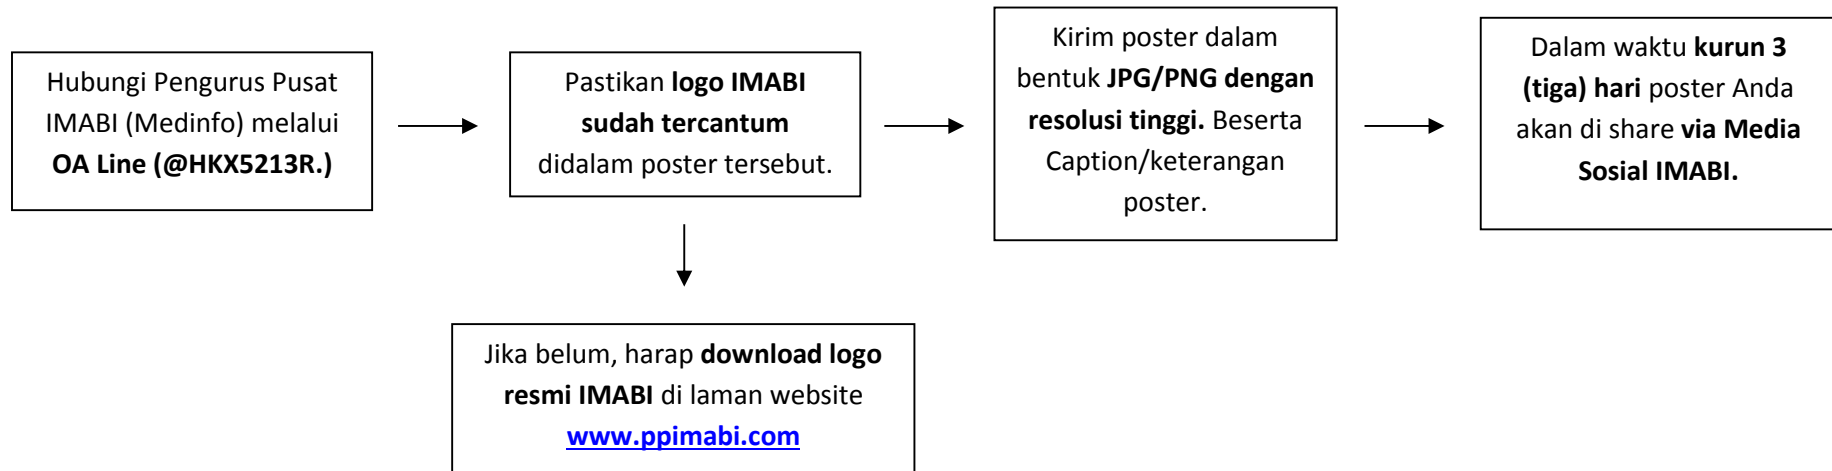 Hubungi Pengurus Pusat
IMABI (Medinfo) melalui
OA Line (@HKX5213R.)
Pastikan logo IMABI
sudah tercantum
didalam poster tersebut.
Jika belum, harap download logo
resmi IMABI di laman website
www.ppimabi.com
Kirim poster dalam
bentuk JPG/PNG dengan
resolusi tinggi. Beserta
Caption/keterangan
poster.
Dalam waktu kurun 3
(tiga) hari poster Anda
akan di share via Media
Sosial IMABI.